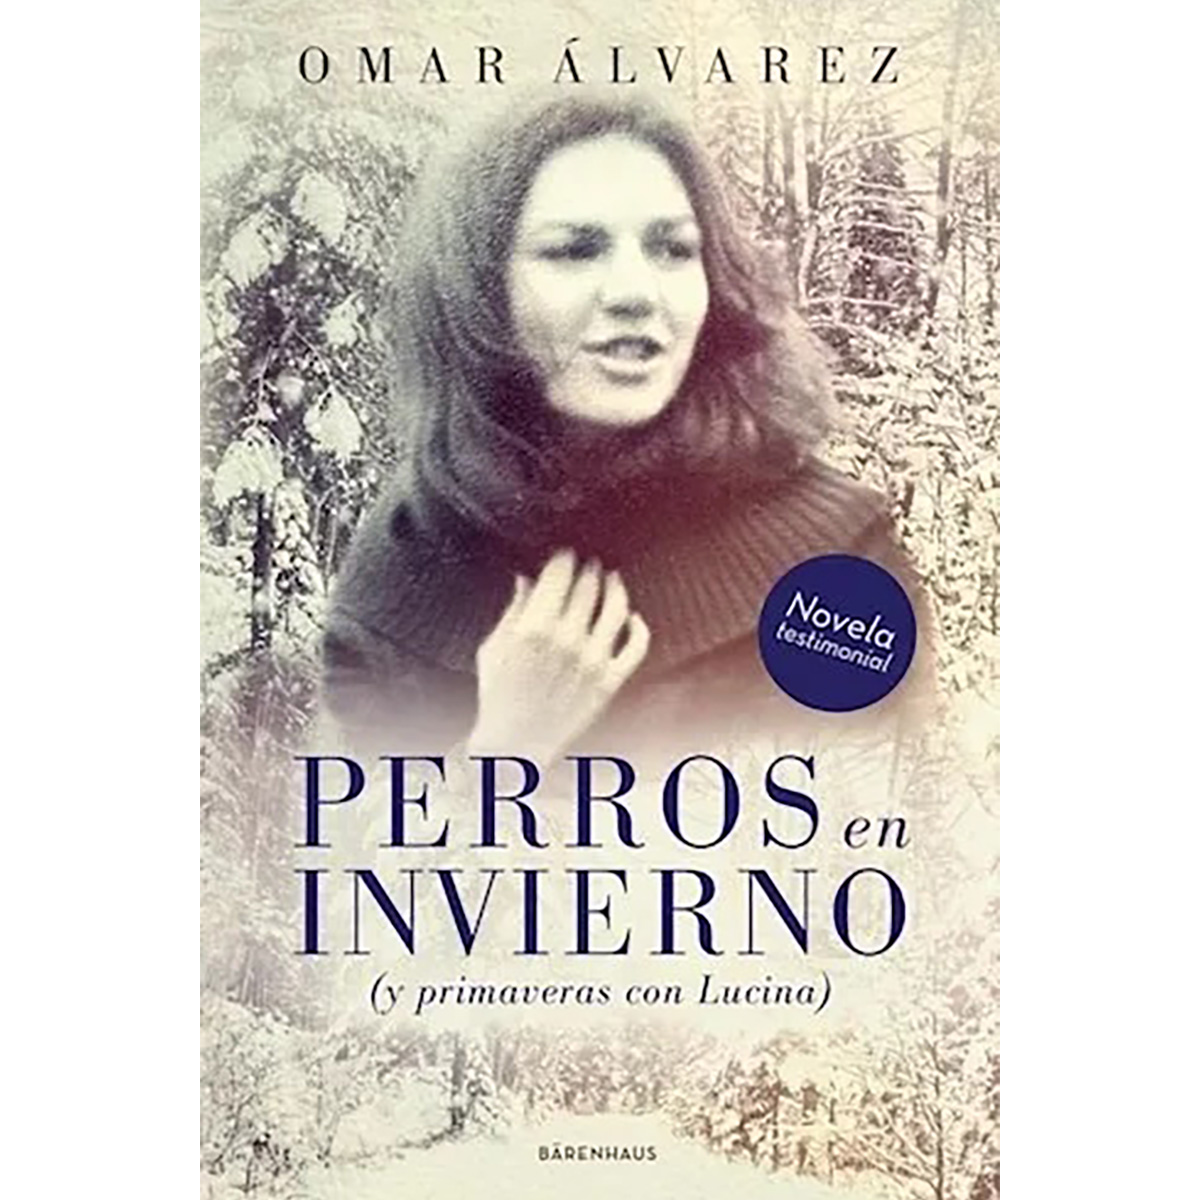 OMAR ÁLVAREZ
Novela
testimonial
PERROS en
INVIERNO
(y primaveras con Lucina)
BÄRENHAUS